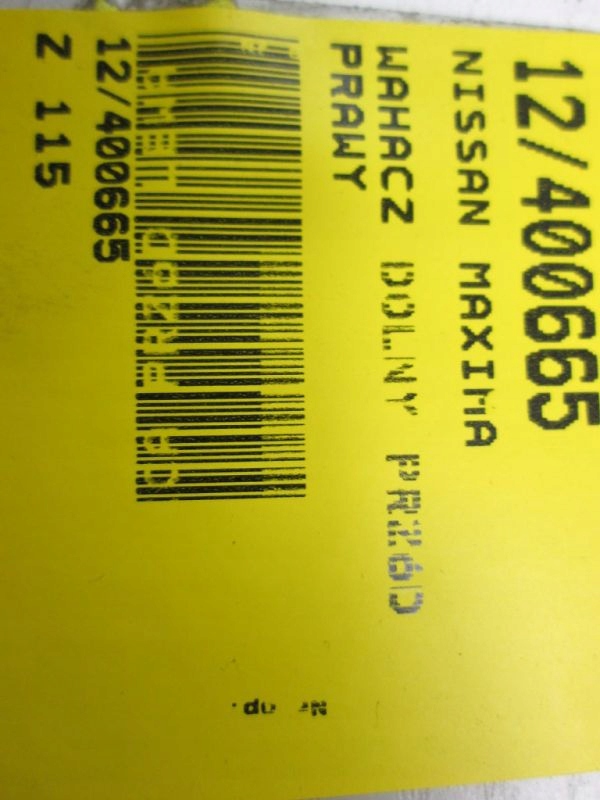 12/400665
NISSAN MAXIMA
WAHACZ DOLNY PRZÓD
PRAWY
12/400665
Z 115